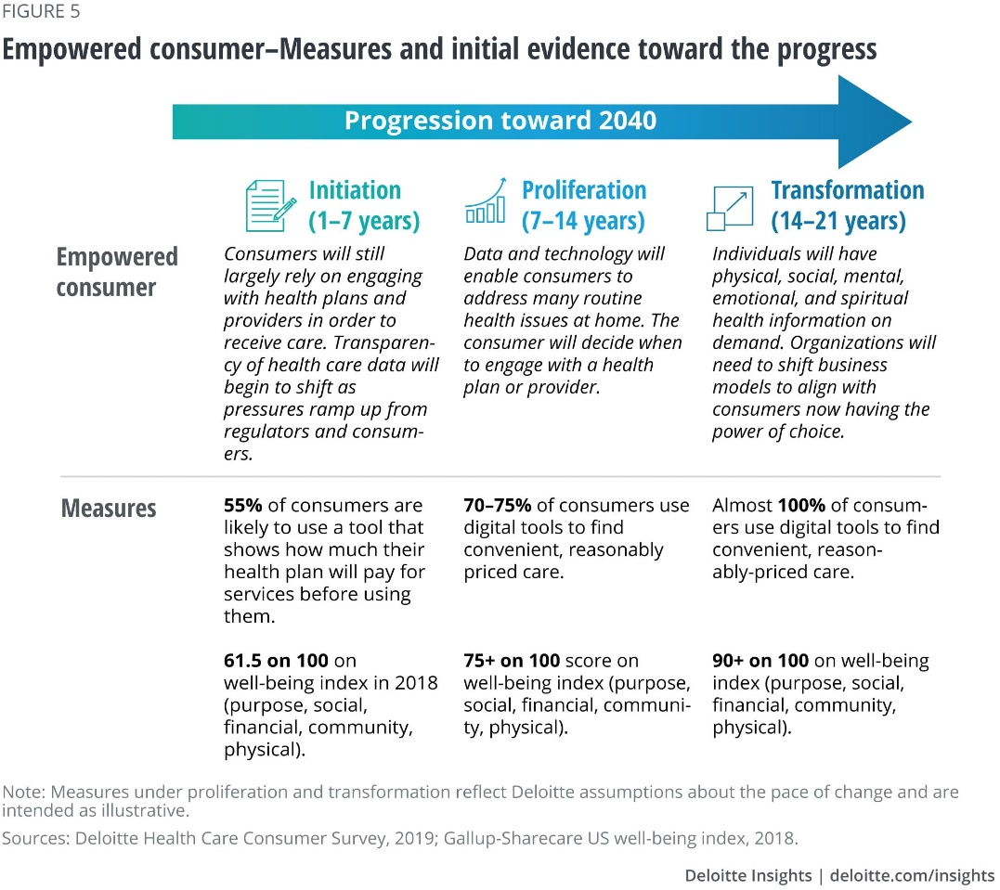 FIGURE 5
Empowered consumer–Measures and initial evidence toward the progress
Progression toward 2040
Initiation
(1–7 years)
Proliferation
(7–14 years)
Transformation
(14–21 years)
Empowered
consumer
Consumers will still
largely rely on engaging
with health plans and
providers in order to
receive care. Transparen-
cy of health care data will
begin to shift as
pressures ramp up from
regulators and consum-
ers.
Data and technology will
enable consumers to
address many routine
health issues at home. The
consumer will decide when
to engage with a health
plan or provider.
Individuals will have
physical, social, mental,
emotional, and spiritual
health information on
demand. Organizations will
need to shift business
models to align with
consumers now having the
power of choice.
Measures
55% of consumers are
likely to use a tool that
shows how much their
health plan will pay for
services before using
them.
70–75% of consumers use
digital tools to find
convenient, reasonably
priced care.
Almost 100% of consum-
ers use digital tools to find
convenient, reason-
ably-priced care.
61.5 on 100 on
well-being index in 2018
(purpose, social,
financial, community,
physical).
75+ on 100 score on
well-being index (purpose,
social, financial, communi-
ty, physical).
90+ on 100 on well-being
index (purpose, social,
financial, community,
physical).
Note: Measures under proliferation and transformation reflect Deloitte assumptions about the pace of change and are
intended as illustrative.
Sources: Deloitte Health Care Consumer Survey, 2019; Gallup-Sharecare US well-being index, 2018.
Deloitte Insights | deloitte.com/insights